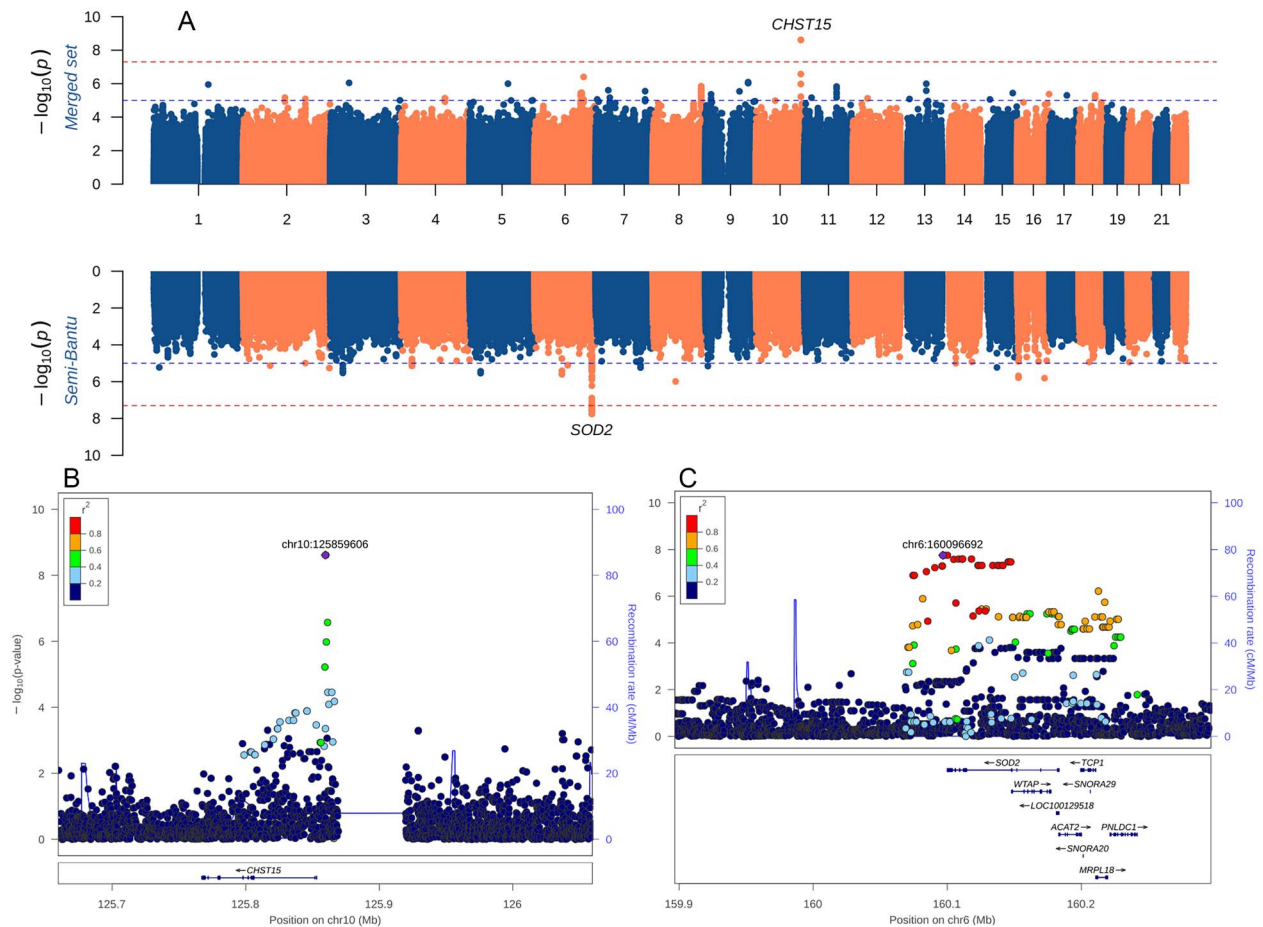 A
CHST15
10
8
6
4
2
0
− log10(p)
Merged set
1 2 3 4 5 6 7 8 9 10 11 12 13 14 15 16 17 19 21
0
2
4
6
8
10
− log10(p)
Semi-Bantu
SOD2
B
r2
0.8
0.6
0.4
0.2
chr10:125859606
10
8
6
4
2
0
− log10(p-value)
100
80
60
40
20
0
Recombination rate (cM/Mb)
←CHST15
125.7 125.8 125.9 126
Position on chr10 (Mb)
C
r2
0.8
0.6
0.4
0.2
chr6:160096692
10
8
6
4
2
0
100
80
60
40
20
0
Recombination rate (cM/Mb)
←SOD2 ←TCP1
WTAP→ ←SNORA29
←LOC100129518
ACAT2→ PNLDC1→
←SNORA20
MRPL18→
159.9 160 160.1 160.2
Position on chr6 (Mb)